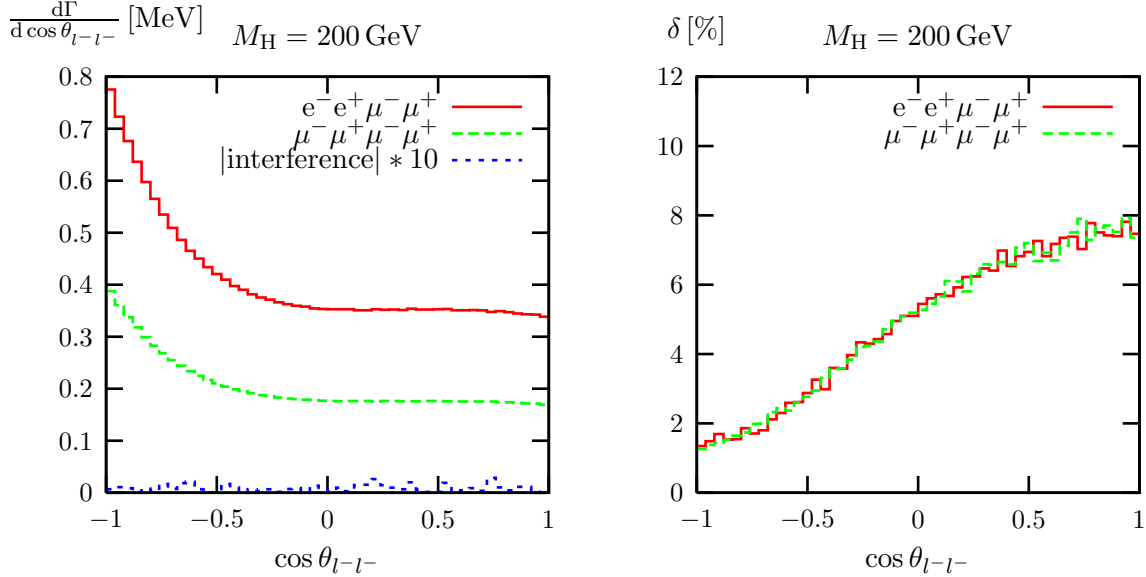 dΓ/d cos θ_{l−l−} [MeV]
M_H = 200 GeV
0.8
0.7
0.6
0.5
0.4
0.3
0.2
0.1
0
e⁻e⁺μ⁻μ⁺
μ⁻μ⁺μ⁻μ⁺
|interference| ∗ 10
−1 −0.5 0 0.5 1
cos θ_{l−l−}
δ [%]
M_H = 200 GeV
12
10
8
6
4
2
0
e⁻e⁺μ⁻μ⁺
μ⁻μ⁺μ⁻μ⁺
−1 −0.5 0 0.5 1
cos θ_{l−l−}